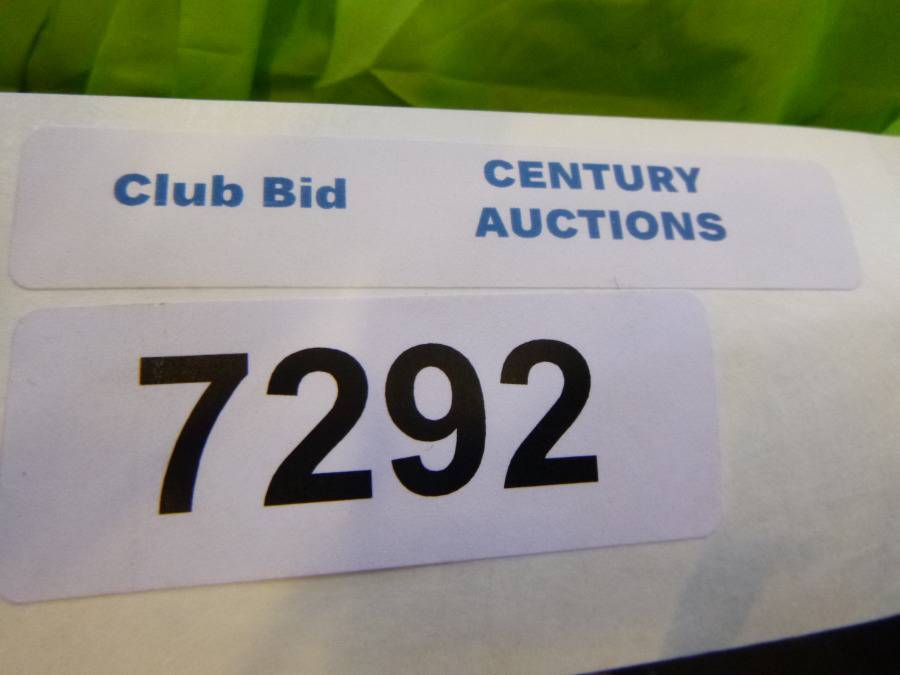 Club Bid
CENTURY
AUCTIONS
7292